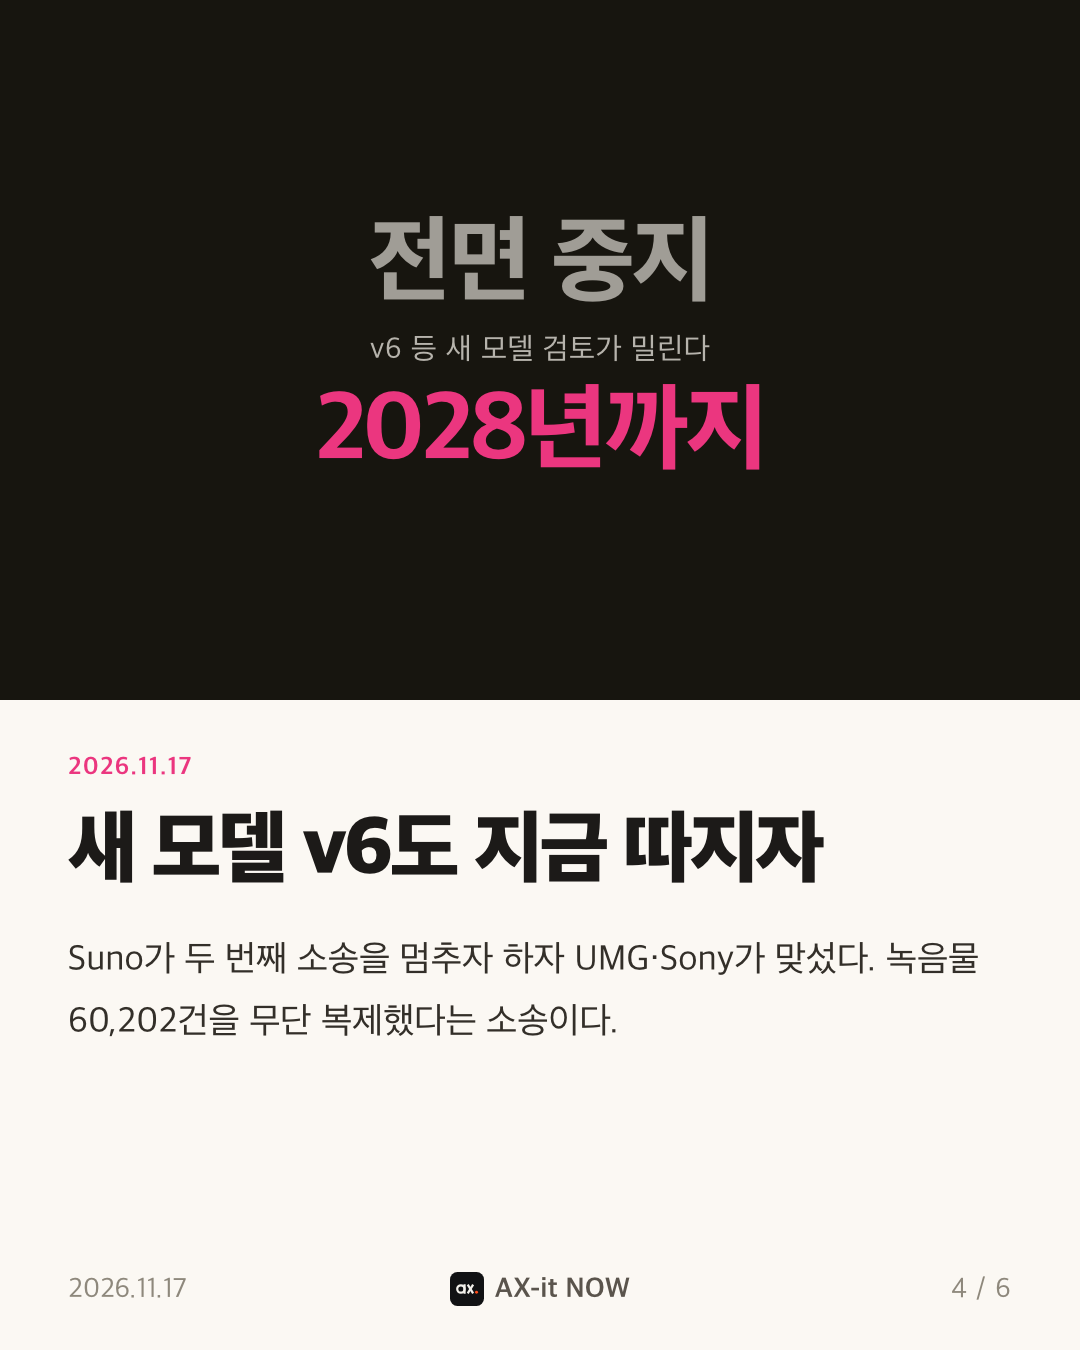 전면 중지
v6 등 새 모델 검토가 밀린다
2028년까지
2026.11.17
새 모델 v6도 지금 따지자
Suno가 두 번째 소송을 멈추자 하자 UMG·Sony가 맞섰다. 녹음물
60,202건을 무단 복제했다는 소송이다.
2026.11.17
ax. AX-it NOW
4 / 6